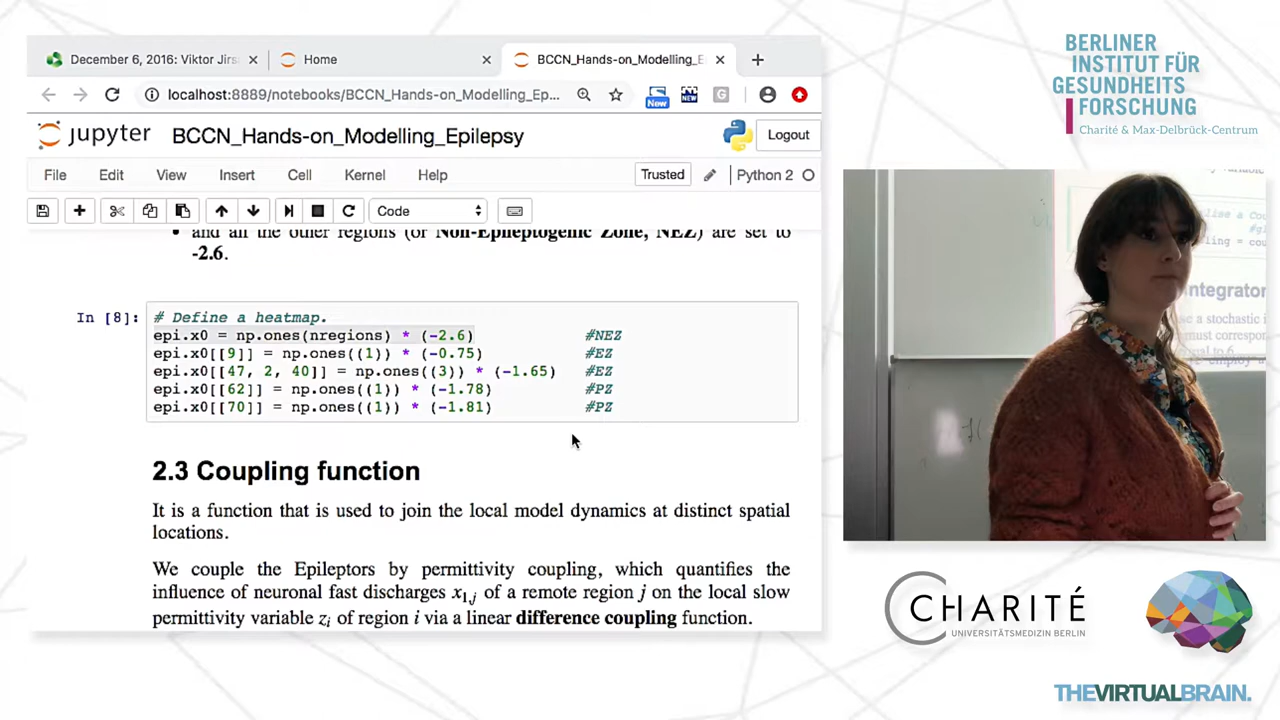 December 6, 2016: Viktor Jirs
Home
BCCN_Hands-on_Modelling_E
localhost:8889/notebooks/BCCN_Hands-on_Modelling_Ep...
New
NEW
jupyter
BCCN_Hands-on_Modelling_Epilepsy
Logout
File Edit View Insert Cell Kernel Help
Trusted
Python 2
Code
and all the other regions (or Non-Epileptogenic Zone, NEZ) are set to
-2.6.
In [8]:
# Define a heatmap.
epi.x0 = np.ones(nregions) * (-2.6) #NEZ
epi.x0[[9]] = np.ones((1)) * (-0.75) #EZ
epi.x0[[47, 2, 40]] = np.ones((3)) * (-1.65) #EZ
epi.x0[[62]] = np.ones((1)) * (-1.78) #PZ
epi.x0[[70]] = np.ones((1)) * (-1.81) #PZ
2.3 Coupling function
It is a function that is used to join the local model dynamics at distinct spatial
locations.
We couple the Epileptors by permittivity coupling, which quantifies the
influence of neuronal fast discharges x1,j of a remote region j on the local slow
permittivity variable zi of region i via a linear difference coupling function.
BERLINER
INSTITUT FÜR
GESUNDHEITS
FORSCHUNG
Charité & Max-Delbrück-Centrum
ntegrator
e a stochastic i
must correspon
CHARITÉ
UNIVERSITÄTSMEDIZIN BERLIN
THEVIRTUALBRAIN.